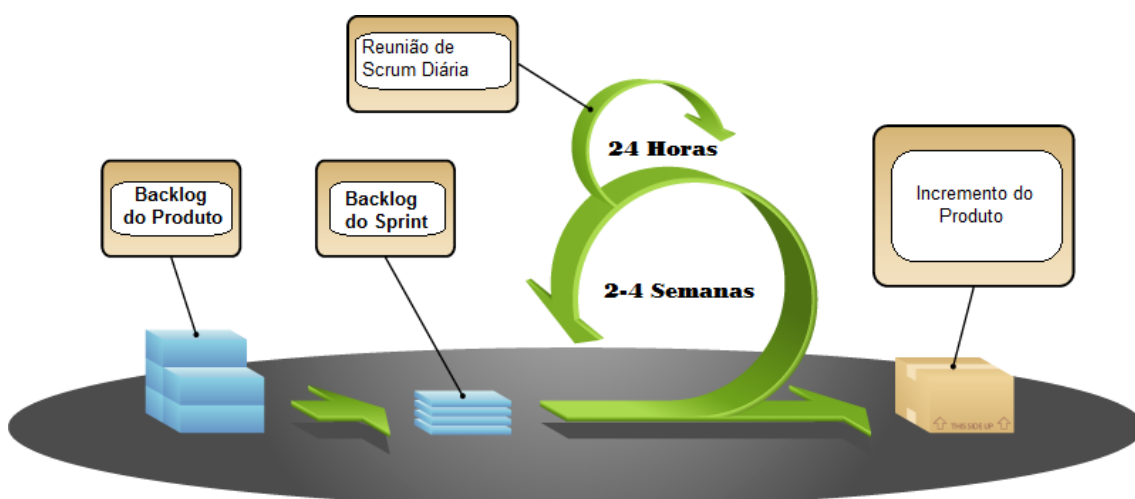 Reunião de
Scrum Diária
24 Horas
Backlog
do Produto
Backlog
do Sprint
Incremento do
Produto
2-4 Semanas
THIS SIDE UP